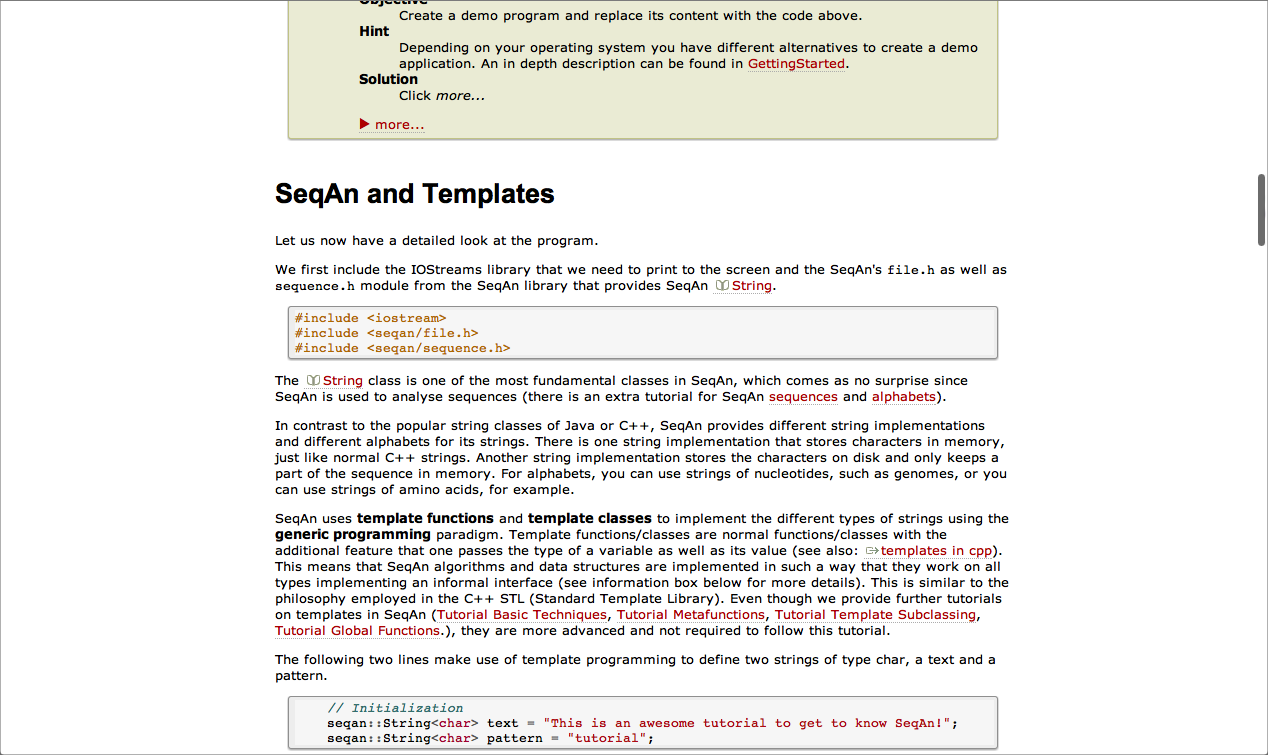 Objective
Create a demo program and replace its content with the code above.
Hint
Depending on your operating system you have different alternatives to create a demo
application. An in depth description can be found in GettingStarted.
Solution
Click more...
more...
SeqAn and Templates
Let us now have a detailed look at the program.
We first include the IOStreams library that we need to print to the screen and the SeqAn's file.h as well as
sequence.h module from the SeqAn library that provides SeqAn String.
#include <iostream>
#include <seqan/file.h>
#include <seqan/sequence.h>
The String class is one of the most fundamental classes in SeqAn, which comes as no surprise since
SeqAn is used to analyse sequences (there is an extra tutorial for SeqAn sequences and alphabets).
In contrast to the popular string classes of Java or C++, SeqAn provides different string implementations
and different alphabets for its strings. There is one string implementation that stores characters in memory,
just like normal C++ strings. Another string implementation stores the characters on disk and only keeps a
part of the sequence in memory. For alphabets, you can use strings of nucleotides, such as genomes, or you
can use strings of amino acids, for example.
SeqAn uses template functions and template classes to implement the different types of strings using the
generic programming paradigm. Template functions/classes are normal functions/classes with the
additional feature that one passes the type of a variable as well as its value (see also: templates in cpp).
This means that SeqAn algorithms and data structures are implemented in such a way that they work on all
types implementing an informal interface (see information box below for more details). This is similar to the
philosophy employed in the C++ STL (Standard Template Library). Even though we provide further tutorials
on templates in SeqAn (Tutorial Basic Techniques, Tutorial Metafunctions, Tutorial Template Subclassing,
Tutorial Global Functions.), they are more advanced and not required to follow this tutorial.
The following two lines make use of template programming to define two strings of type char, a text and a
pattern.
// Initialization
seqan::String<char> text = "This is an awesome tutorial to get to know SeqAn!";
seqan::String<char> pattern = "tutorial";